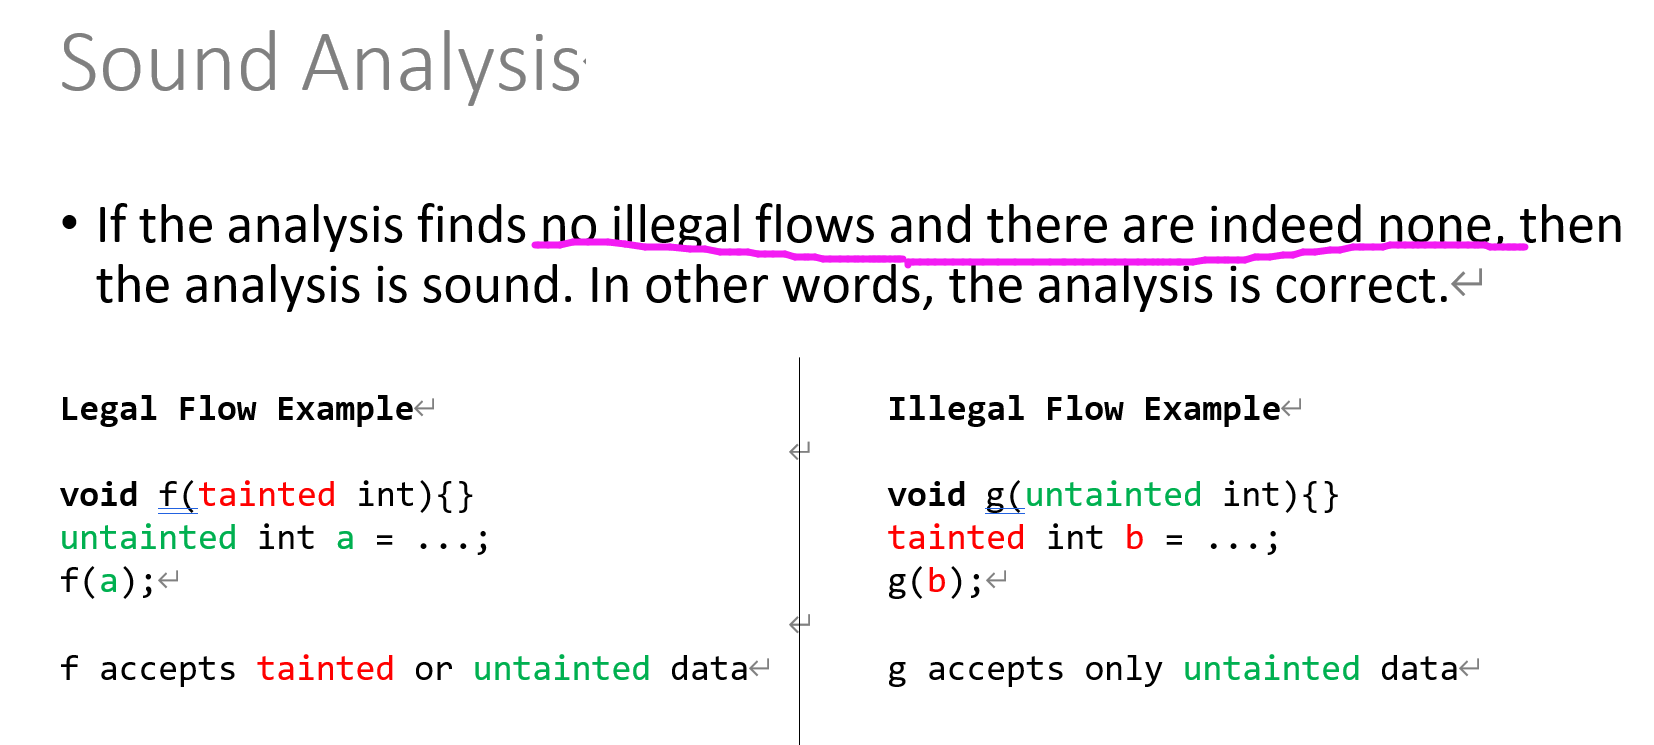 Sound Analysis
• If the analysis finds no illegal flows and there are indeed none, then
the analysis is sound. In other words, the analysis is correct.
Legal Flow Example
void f(tainted int){}
untainted int a = ...;
f(a);
f accepts tainted or untainted data
Illegal Flow Example
void g(untainted int){}
tainted int b = ...;
g(b);
g accepts only untainted data